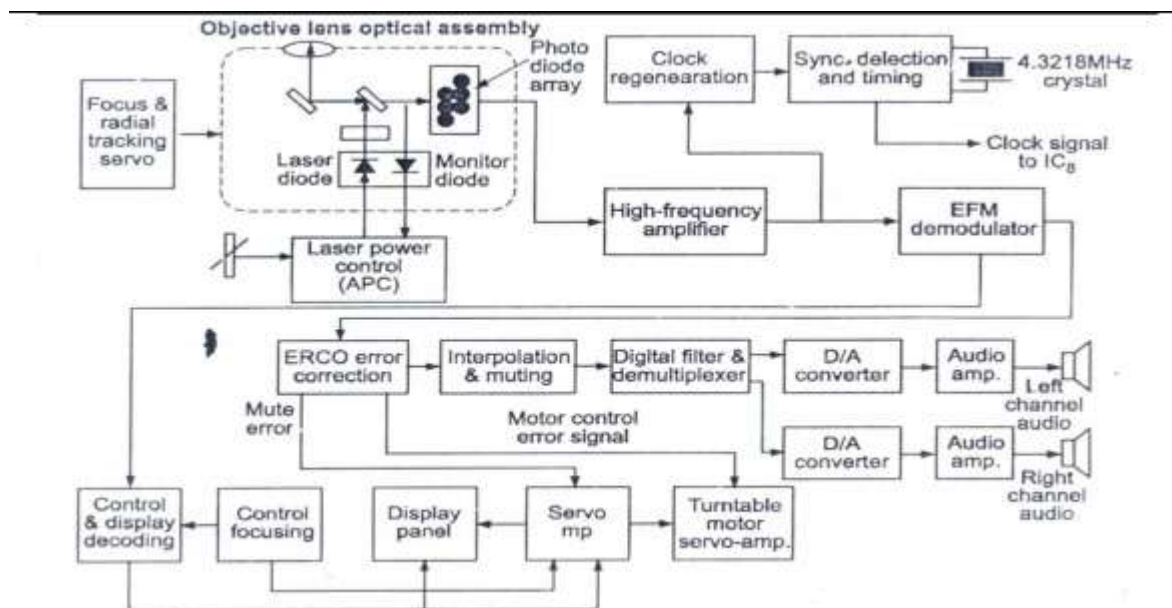 Objective lens optical assembly
Photo
diode
array
Clock
regenearation
Sync. delection
and timing
4.3218MHz
crystal
Focus &
radial
tracking
servo
Laser
diode
Monitor
diode
Clock signal
to IC8
High-frequency
amplifier
EFM
demodulator
Laser power
control
(APC)
ERCO error
correction
Interpolation
& muting
Digital filter &
demultiplexer
D/A
converter
Audio
amp.
Left
channel
audio
Mute
error
Motor control
error signal
D/A
converter
Audio
amp.
Right
channel
audio
Control
& display
decoding
Control
focusing
Display
panel
Servo
mp
Turntable
motor
servo-amp.